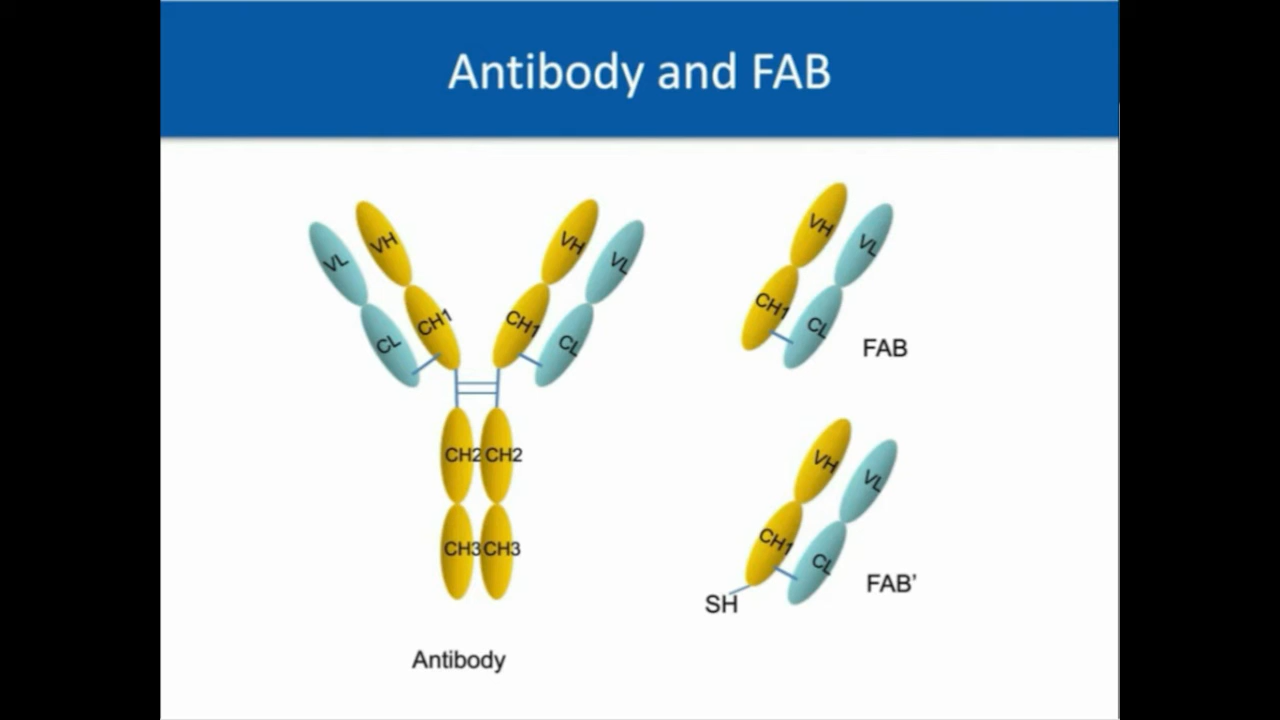 Antibody and FAB
VL
VH
CL
CH1
VH
VL
CH1
CL
CH2
CH2
CH3
CH3
Antibody
VH
VL
CH1
CL
FAB
VH
VL
CH1
CL
SH
FAB'